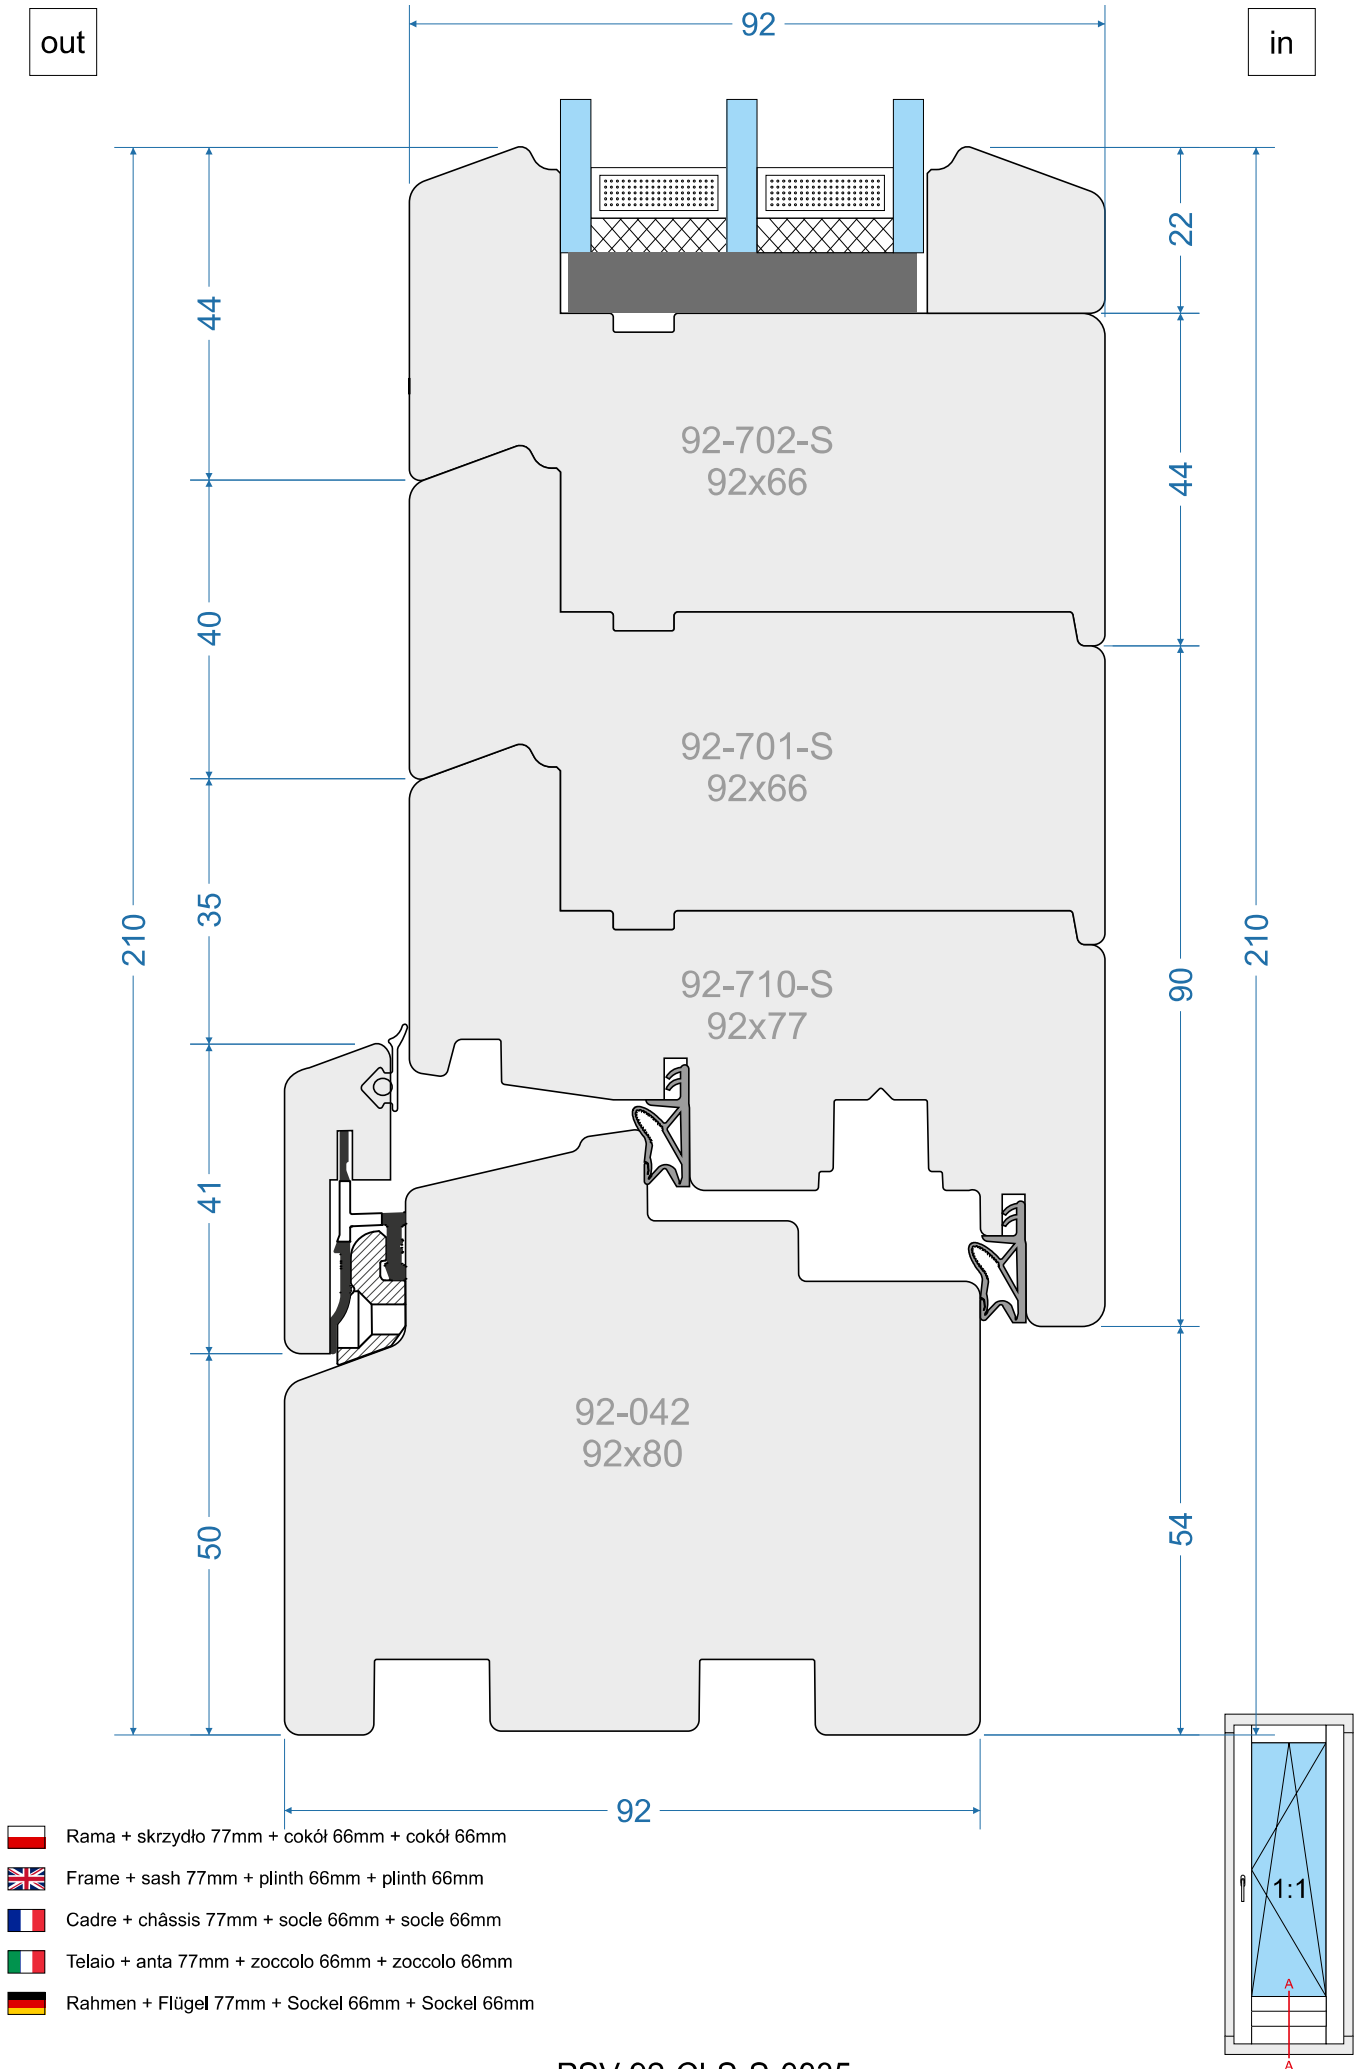 out
92
in
22
44
44
92-702-S
92x66
40
92-701-S
92x66
35
210
210
92-710-S
92x77
90
41
92-042
92x80
50
54
92
Rama + skrzydło 77mm + cokół 66mm + cokół 66mm
Frame + sash 77mm + plinth 66mm + plinth 66mm
Cadre + châssis 77mm + socle 66mm + socle 66mm
Telaio + anta 77mm + zoccolo 66mm + zoccolo 66mm
Rahmen + Flügel 77mm + Sockel 66mm + Sockel 66mm
1:1
A
A